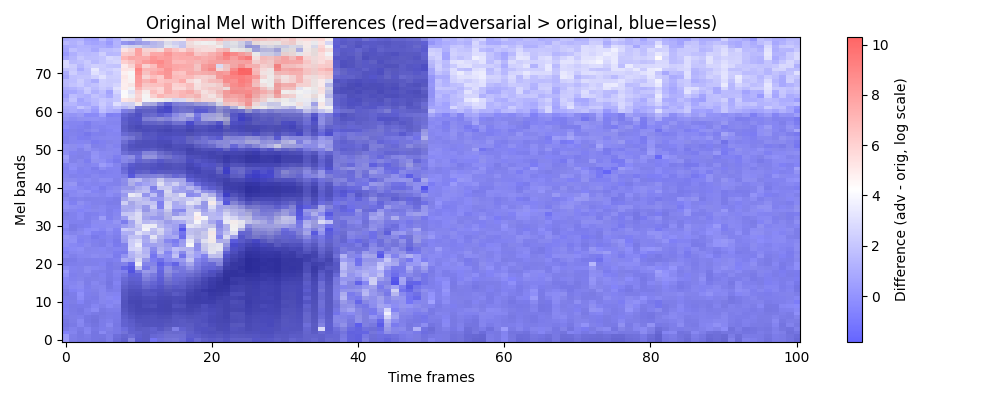 Original Mel with Differences (red=adversarial > original, blue=less)
Mel bands
70
60
50
40
30
20
10
0
0 20 40 60 80 100
Time frames
10
8
6
4
2
0
Difference (adv - orig, log scale)